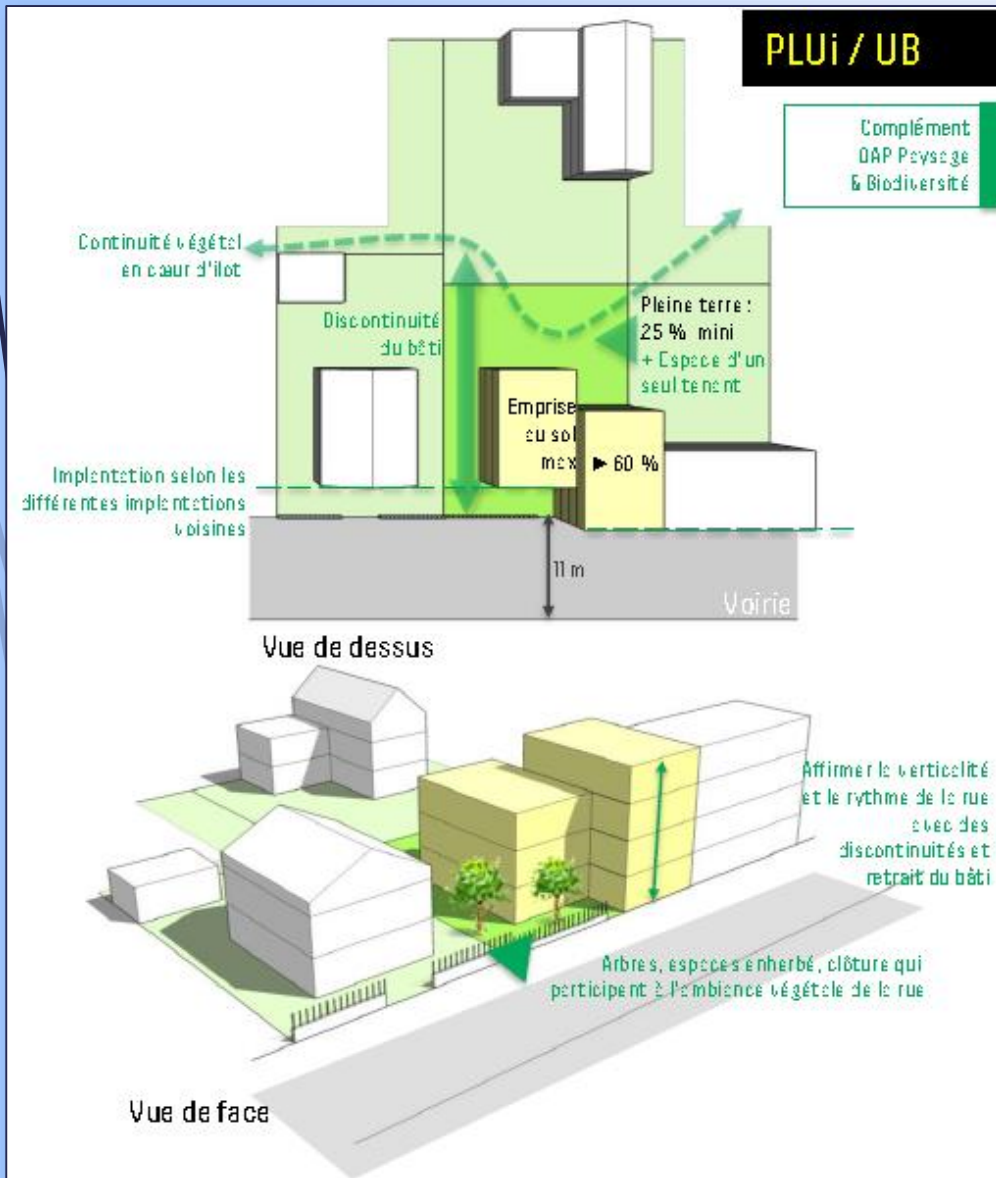 PLUi / UB
Complément
OAP Paysage
& Biodiversité
Continuité végétal
en cœur d'ilot
Discontinuité
du bâti
Pleine terre :
25 % mini
+ Espace d'un
seul tenant
Emprise
au sol
max ► 60 %
Implantation selon les
différentes implantations
voisines
11 m
Voirie
Vue de dessus
Affirmer la verticalité
et le rythme de la rue
avec des
discontinuités et
retrait du bâti
Arbres, espaces enherbé, clôture qui
participent à l'ambiance végétale de la rue
Vue de face